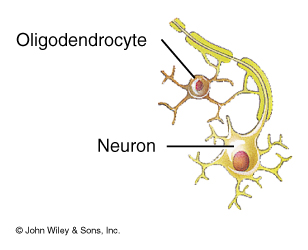 Oligodendrocyte
Neuron
© John Wiley & Sons, Inc.